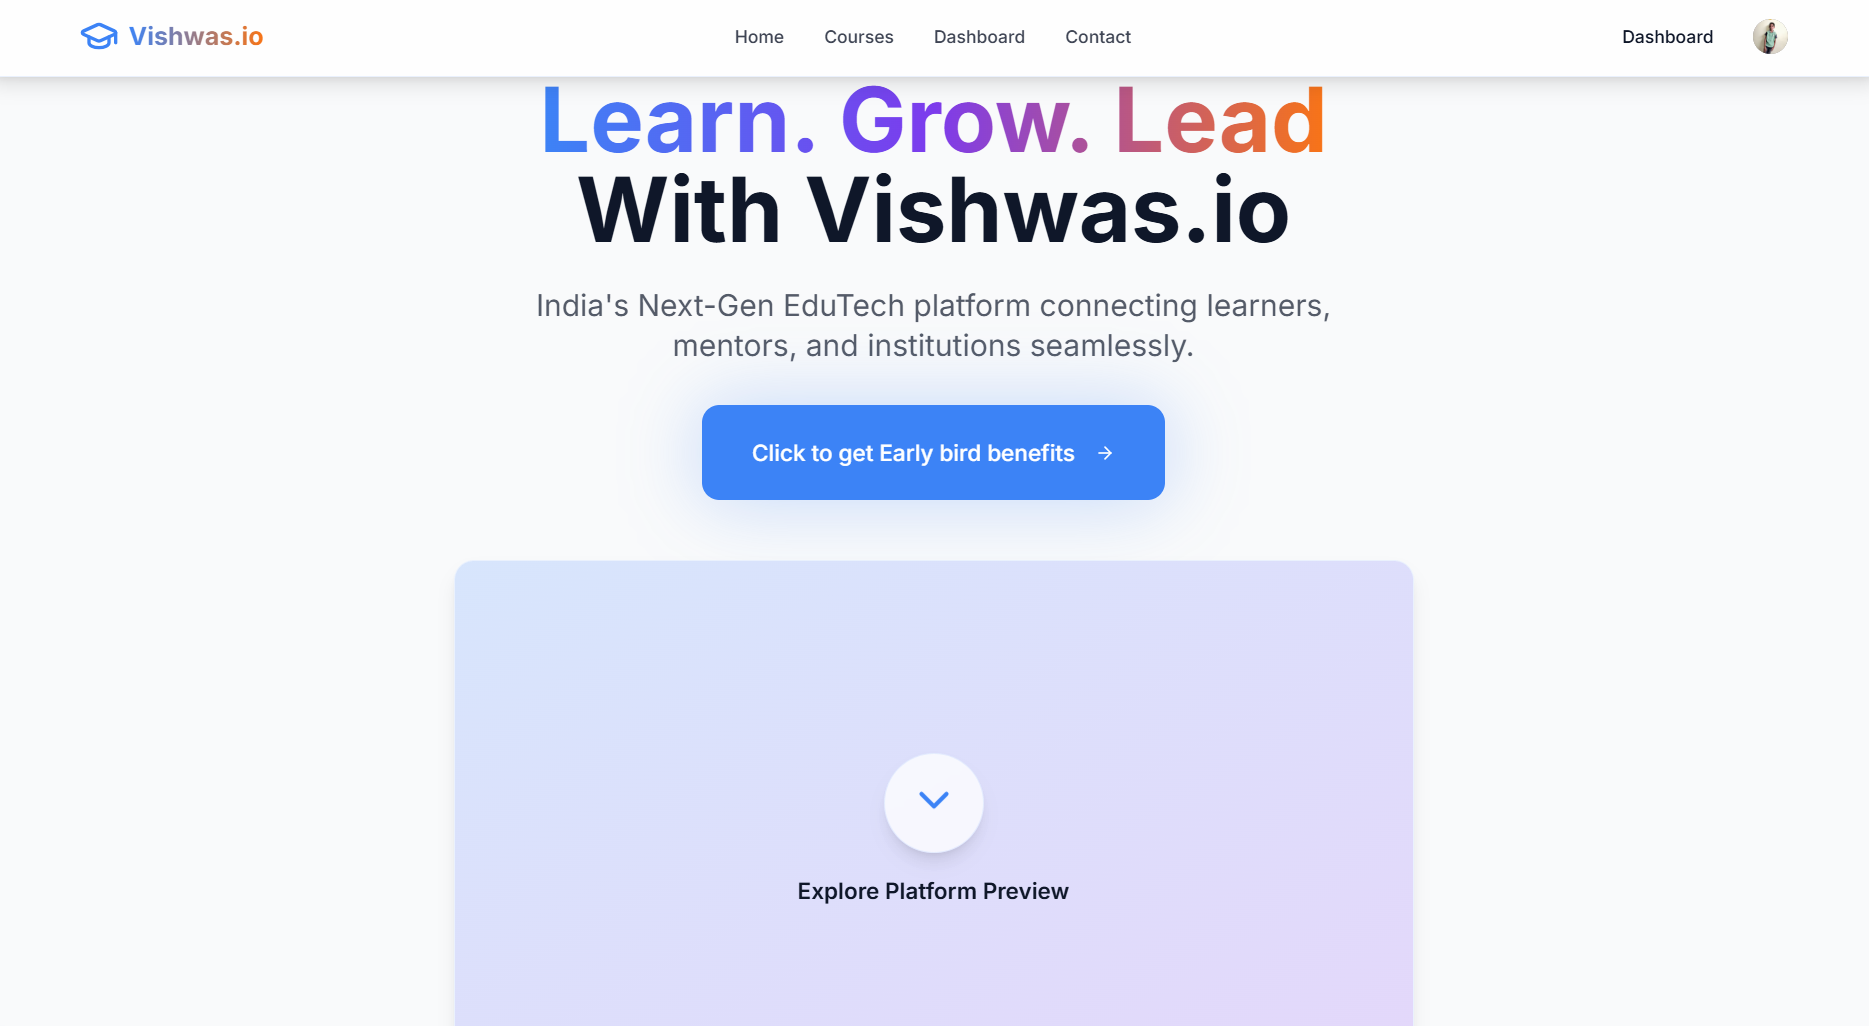 Vishwas.io
Home
Courses
Dashboard
Contact
Dashboard
Learn. Grow. Lead
With Vishwas.io
India's Next-Gen EduTech platform connecting learners,
mentors, and institutions seamlessly.
Click to get Early bird benefits
Explore Platform Preview